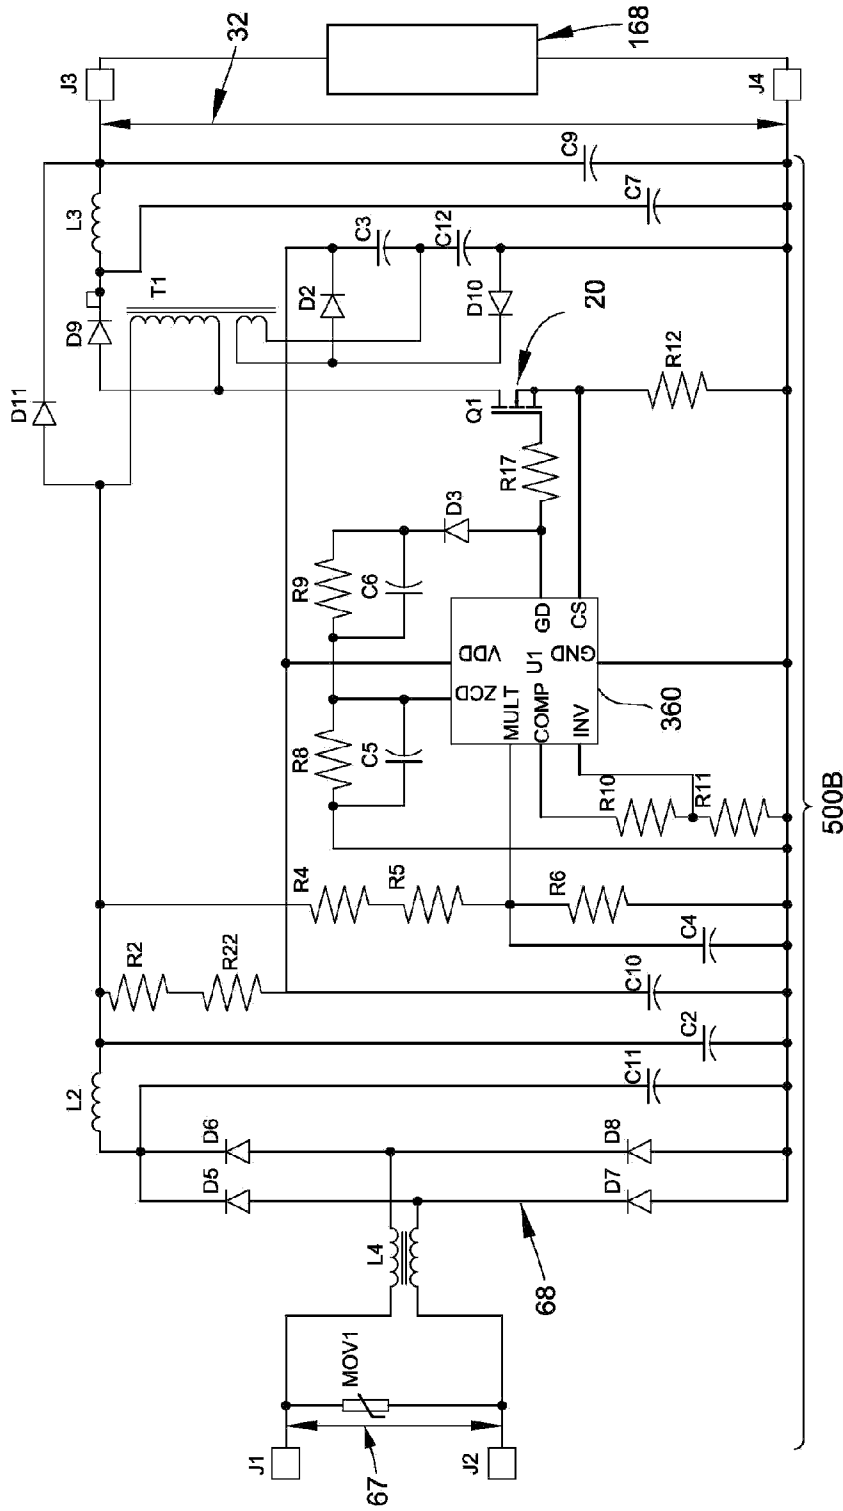 32
168
J3
J4
C9
L3
C7
T1
C3
C12
D9
D2
D10
20
D11
R12
Q1
R17
D3
R9
C6
GD
CS
VDD
U1
GND
ZCD
MULT
COMP
INV
360
R8
C5
R10
R11
500B
R4
R5
R6
C4
R2
R22
C10
C2
L2
C11
D6
D8
D5
D7
L4
68
MOV1
J1
J2
67